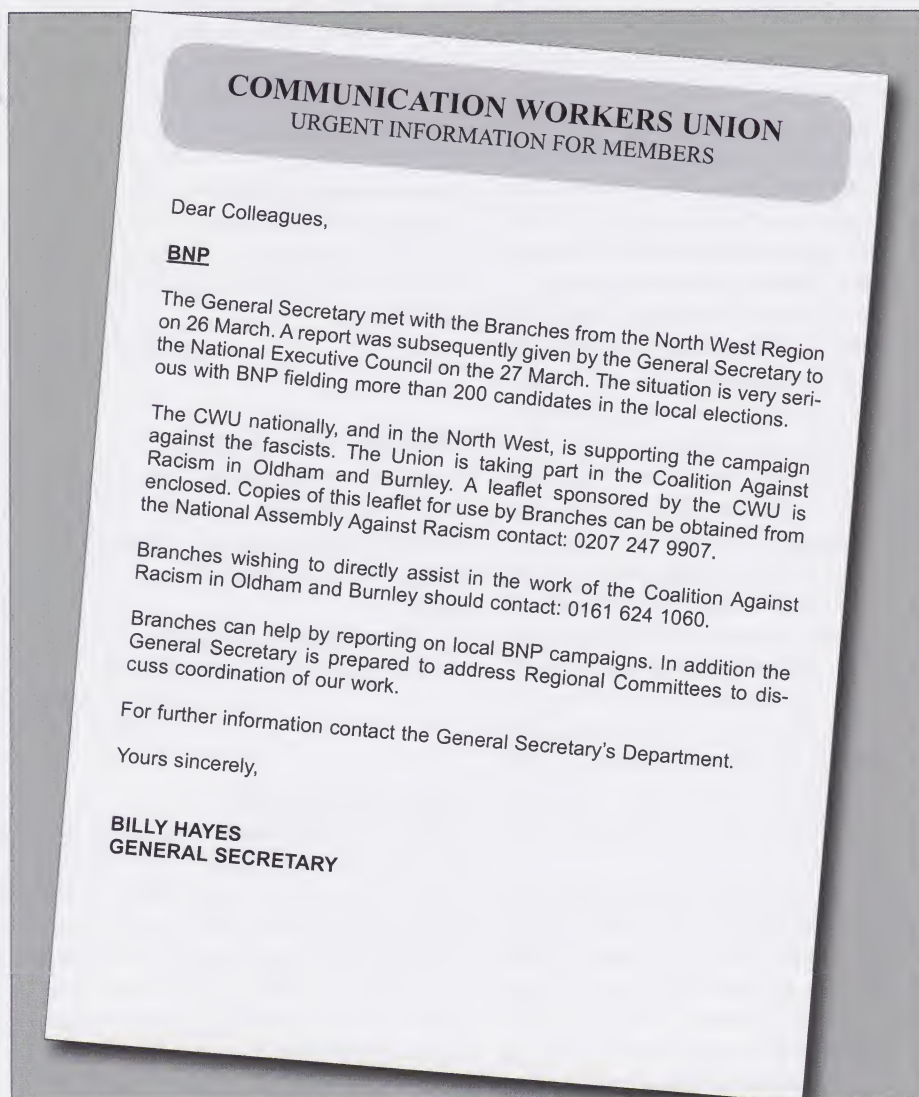 COMMUNICATION WORKERS UNION
URGENT INFORMATION FOR MEMBERS
Dear Colleagues,
BNP
The General Secretary met with the Branches from the North West Region
on 26 March. A report was subsequently given by the General Secretary to
the National Executive Council on the 27 March. The situation is very seri-
ous with BNP fielding more than 200 candidates in the local elections.
The CWU nationally, and in the North West, is supporting the campaign
against the fascists. The Union is taking part in the Coalition Against
Racism in Oldham and Burnley. A leaflet sponsored by the CWU is
enclosed. Copies of this leaflet for use by Branches can be obtained from
the National Assembly Against Racism contact: 0207 247 9907.
Branches wishing to directly assist in the work of the Coalition Against
Racism in Oldham and Burnley should contact: 0161 624 1060.
Branches can help by reporting on local BNP campaigns. In addition the
General Secretary is prepared to address Regional Committees to dis-
cuss coordination of our work.
For further information contact the General Secretary's Department.
Yours sincerely,
BILLY HAYES
GENERAL SECRETARY